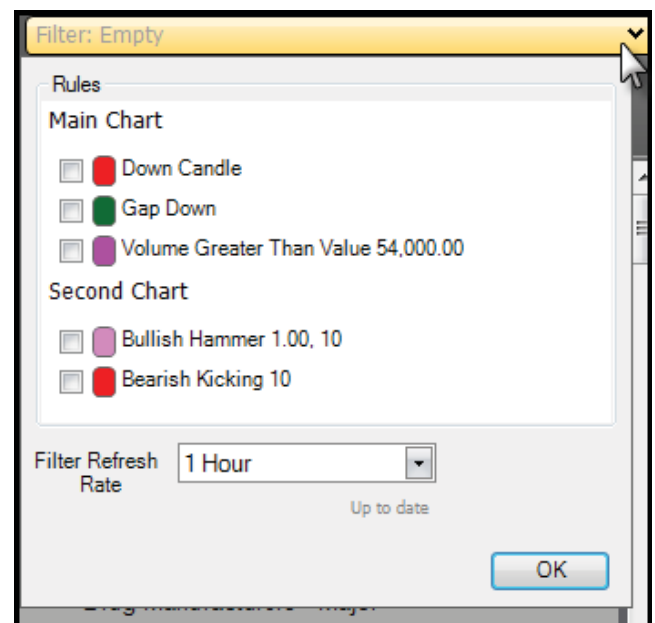 Filter: Empty
Rules
Main Chart
Down Candle
Gap Down
Volume Greater Than Value 54,000.00
Second Chart
Bullish Hammer 1.00, 10
Bearish Kicking 10
Filter Refresh
Rate
1 Hour
Up to date
OK